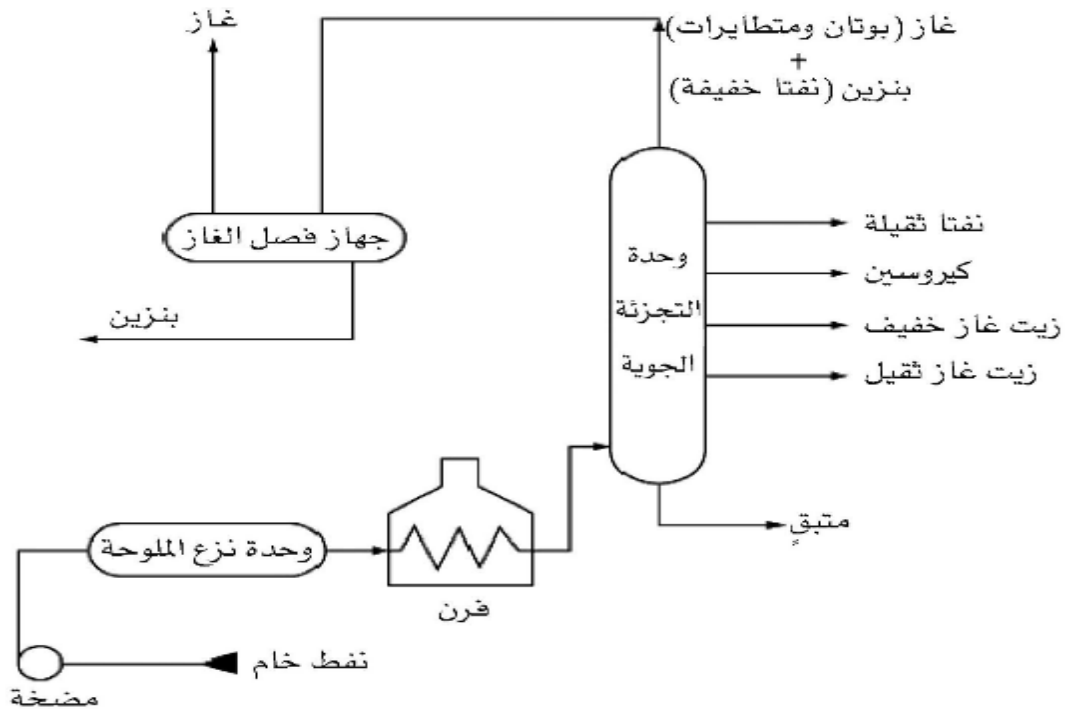 غاز
غاز (بوتان ومتطايرات)
+
بنزين (نفتا خفيفة)
جهاز فصل الغاز
بنزين
وحدة
التجزئة
الجوية
نفتا ثقيلة
كيروسين
زيت غاز خفيف
زيت غاز ثقيل
متبقٍ
وحدة نزع الملوحة
فرن
نفط خام
مضخة